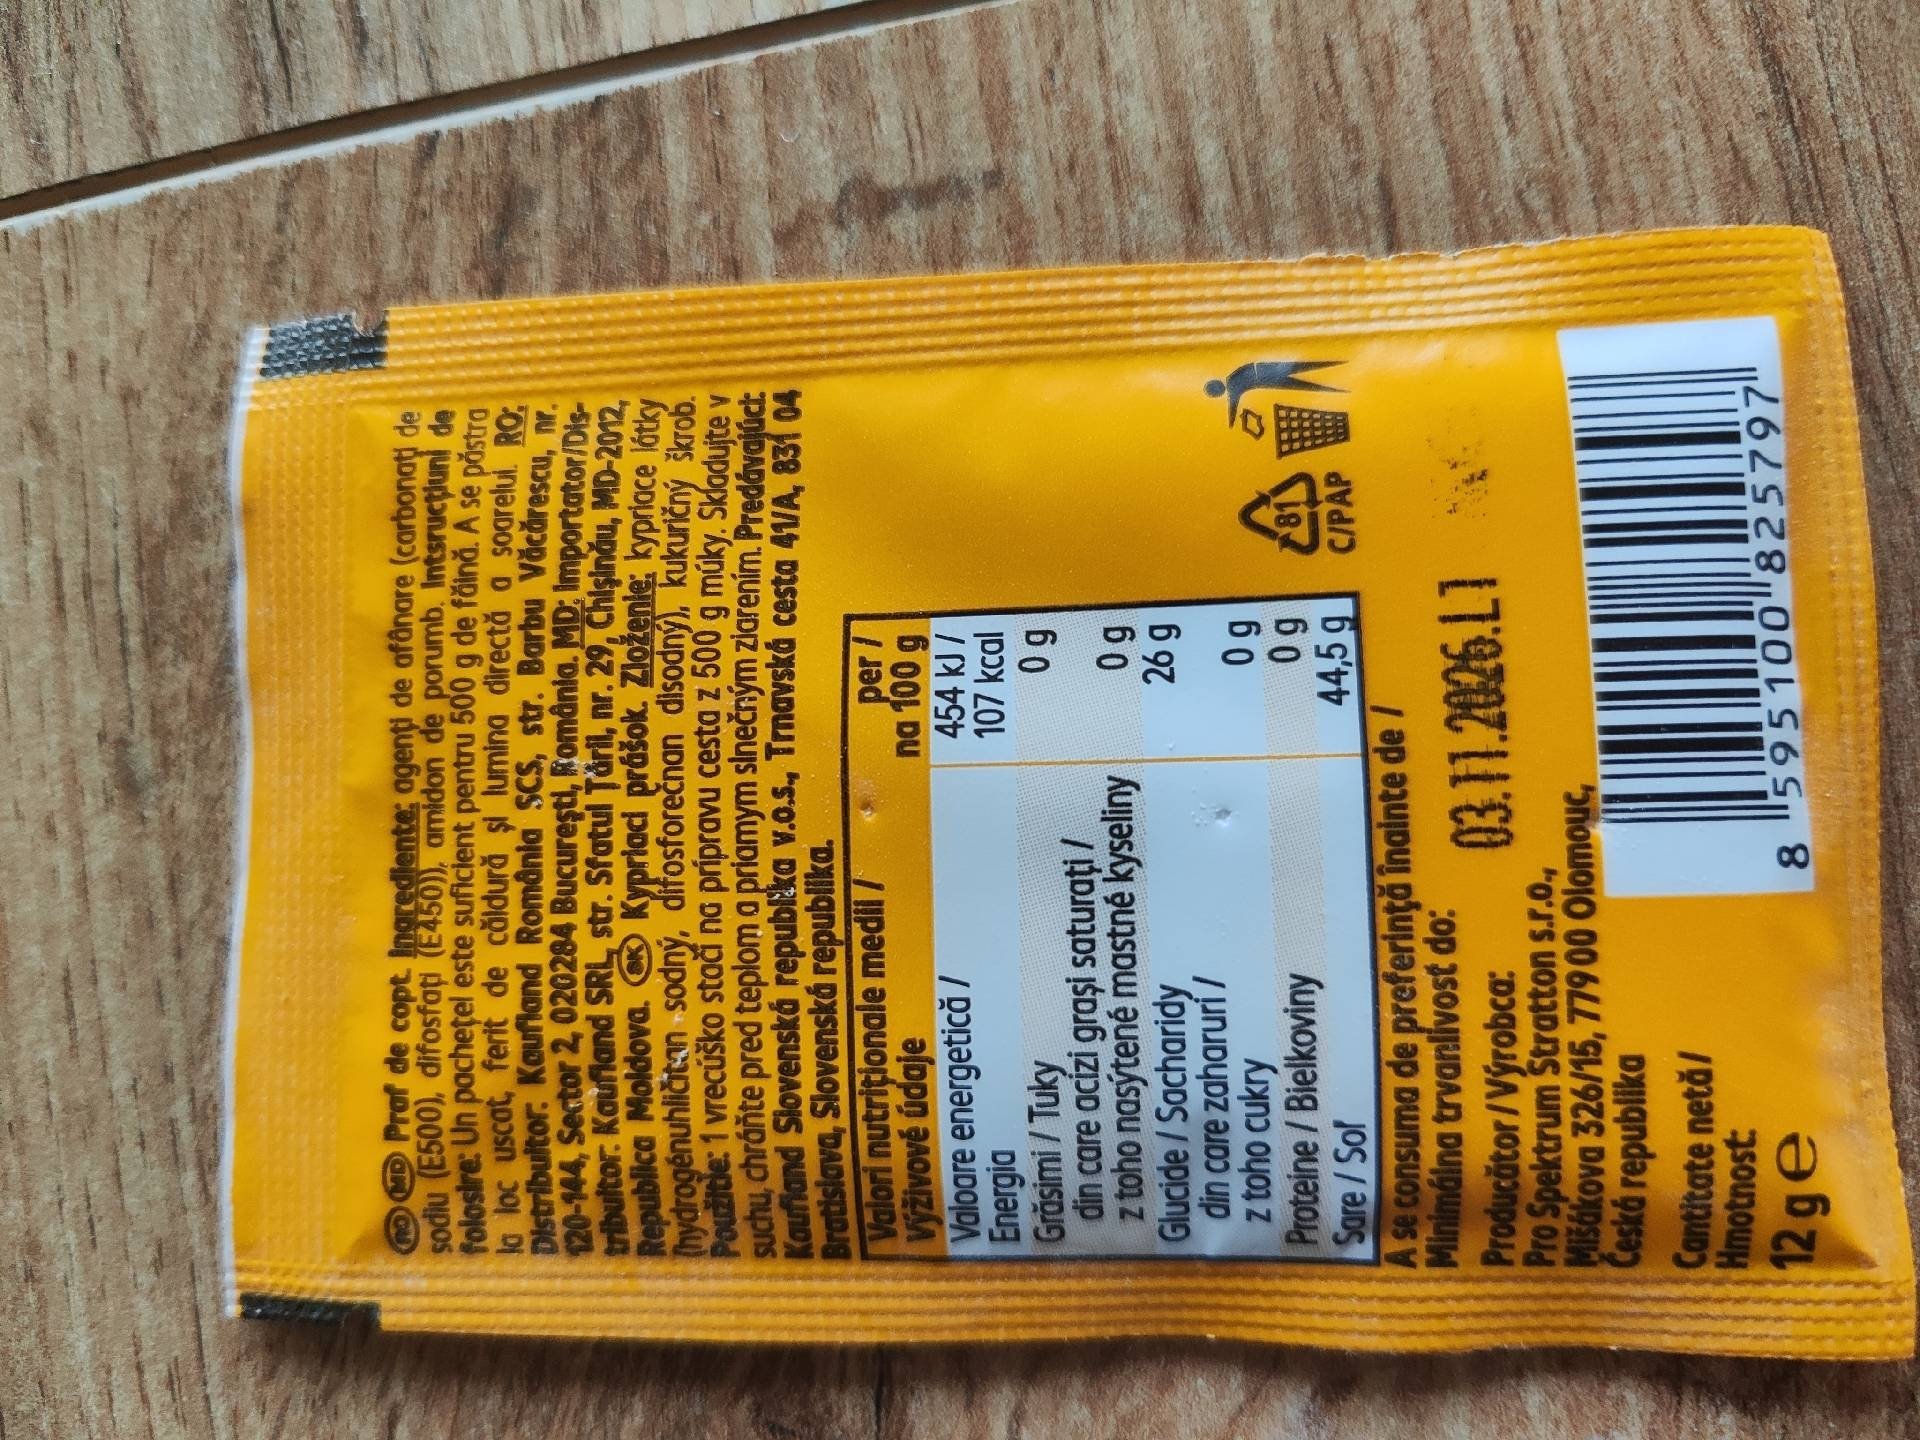 RO MD Praf de copt. Ingrediente: agenți de afânare (carbonați de
sodiu (E500), difosfați (E450)), amidon de porumb. Intsrucțiuni de
folosire: Un pachețel este suficient pentru 500 g de făină. A se păstra
la loc uscat, ferit de căldură și lumina directă a soarelui. RO:
Distribuitor: Kaufland România SCS, str. Barbu Văcărescu, nr.
120-144, Sector 2, 020284 București, România. MD: Importator/Dis-
tribuitor: Kaufland SRL, str. Sfatul Țării, nr. 29, Chișinău, MD-2012,
Republica Moldova. SK Kypriaci prášok. Zloženie: kypriace látky
(hydrogénuhličitan sodný, difosforečnan disodný), kukuričný škrob.
Použitie: 1 vrecúško stačí na prípravu cesta z 500 g múky. Skladujte v
suchu, chráňte pred teplom a priamym slnečným žiarením. Predávajúci:
Kaufland Slovenská republika v.o.s., Trnavská cesta 41/A, 831 04
Bratislava, Slovenská republika.
Valori nutriționale medii / per /
výživové údaje na 100 g
Valoare energetică / 454 kJ /
Energia 107 kcal
Grăsimi / Tuky 0 g
din care acizi grași saturați /
z toho nasýtené mastné kyseliny 0 g
Glucide / Sacharidy 26 g
din care zaharuri /
z toho cukry 0 g
Proteine / Bielkoviny 0 g
Sare / Soľ 44,5 g
A se consuma de preferință înainte de /
Minimálna trvanlivosť do:
03.11.2026.L1
Producător / Výrobca:
Pro Spektrum Stratton s.r.o.,
Mišákova 326/15, 779 00 Olomouc,
Česká republika
Cantitate netă /
Hmotnosť:
12 g e
81
C/PAP
8 595100 825797